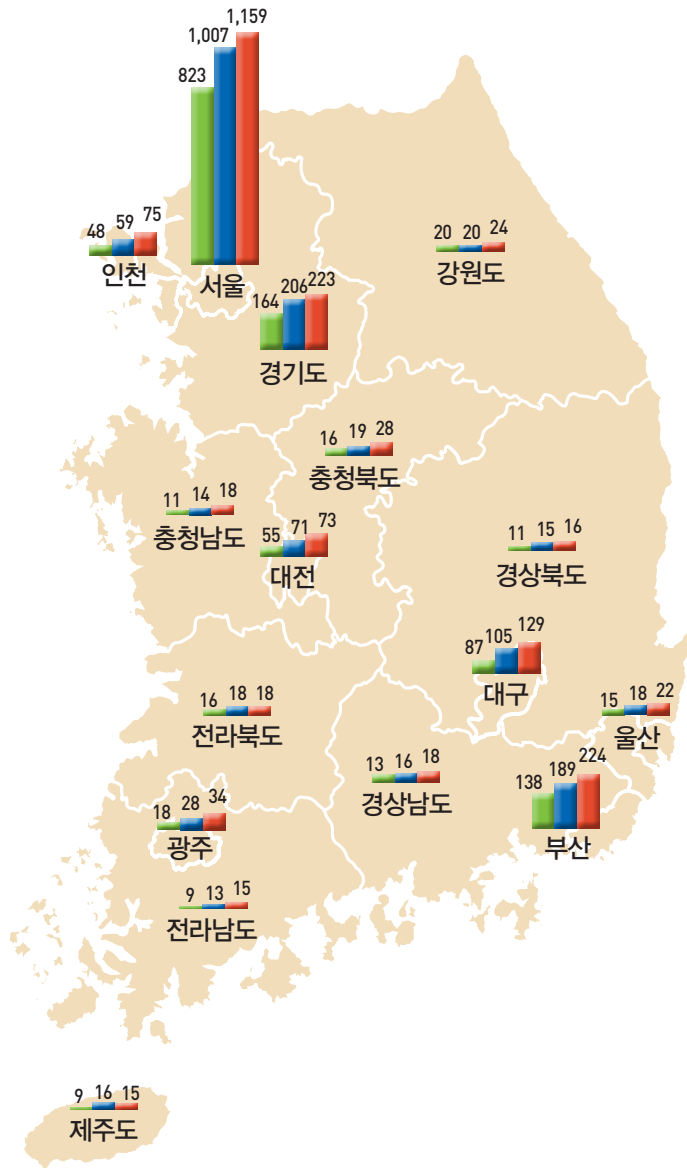 823 1,007 1,159
서울
48 59 75
인천
20 20 24
강원도
164 206 223
경기도
16 19 28
충청북도
11 14 18
충청남도
55 71 73
대전
11 15 16
경상북도
87 105 129
대구
16 18 18
전라북도
15 18 22
울산
13 16 18
경상남도
138 189 224
부산
18 28 34
광주
9 13 15
전라남도
9 16 15
제주도